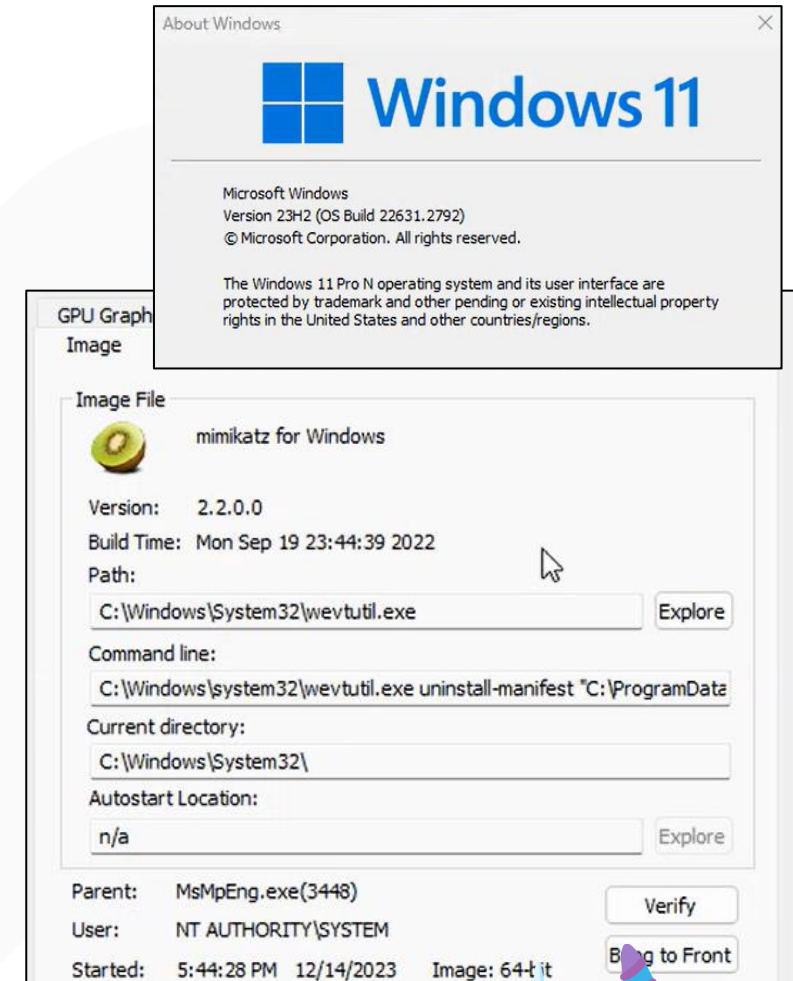 About Windows
Windows 11
Microsoft Windows
Version 23H2 (OS Build 22631.2792)
© Microsoft Corporation. All rights reserved.
The Windows 11 Pro N operating system and its user interface are
protected by trademark and other pending or existing intellectual property
rights in the United States and other countries/regions.
GPU Graph
Image
Image File
mimikatz for Windows
Version: 2.2.0.0
Build Time: Mon Sep 19 23:44:39 2022
Path:
C:\Windows\System32\wevtutil.exe Explore
Command line:
C:\Windows\system32\wevtutil.exe uninstall-manifest "C:\ProgramData
Current directory:
C:\Windows\System32\
Autostart Location:
n/a Explore
Parent: MsMpEng.exe(3448) Verify
User: NT AUTHORITY\SYSTEM
Bring to Front
Started: 5:44:28 PM 12/14/2023 Image: 64-bit